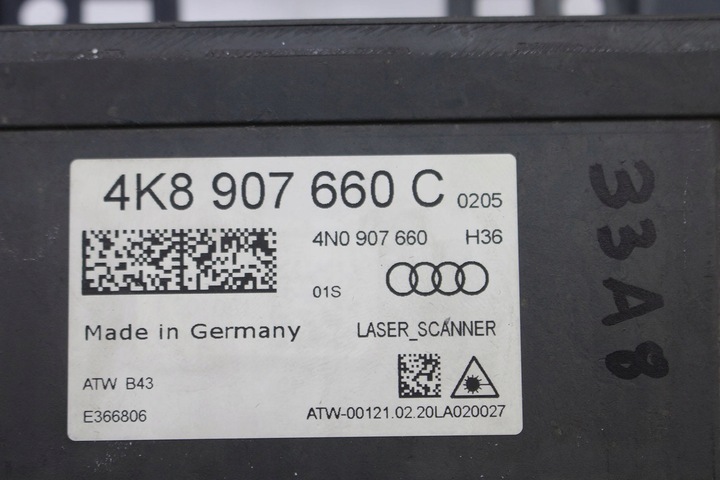 4K8 907 660 C 0205
4N0 907 660 H36
01S
Made in Germany LASER_SCANNER
ATW B43
E366806 ATW-00121.02.20LA020027
33A8